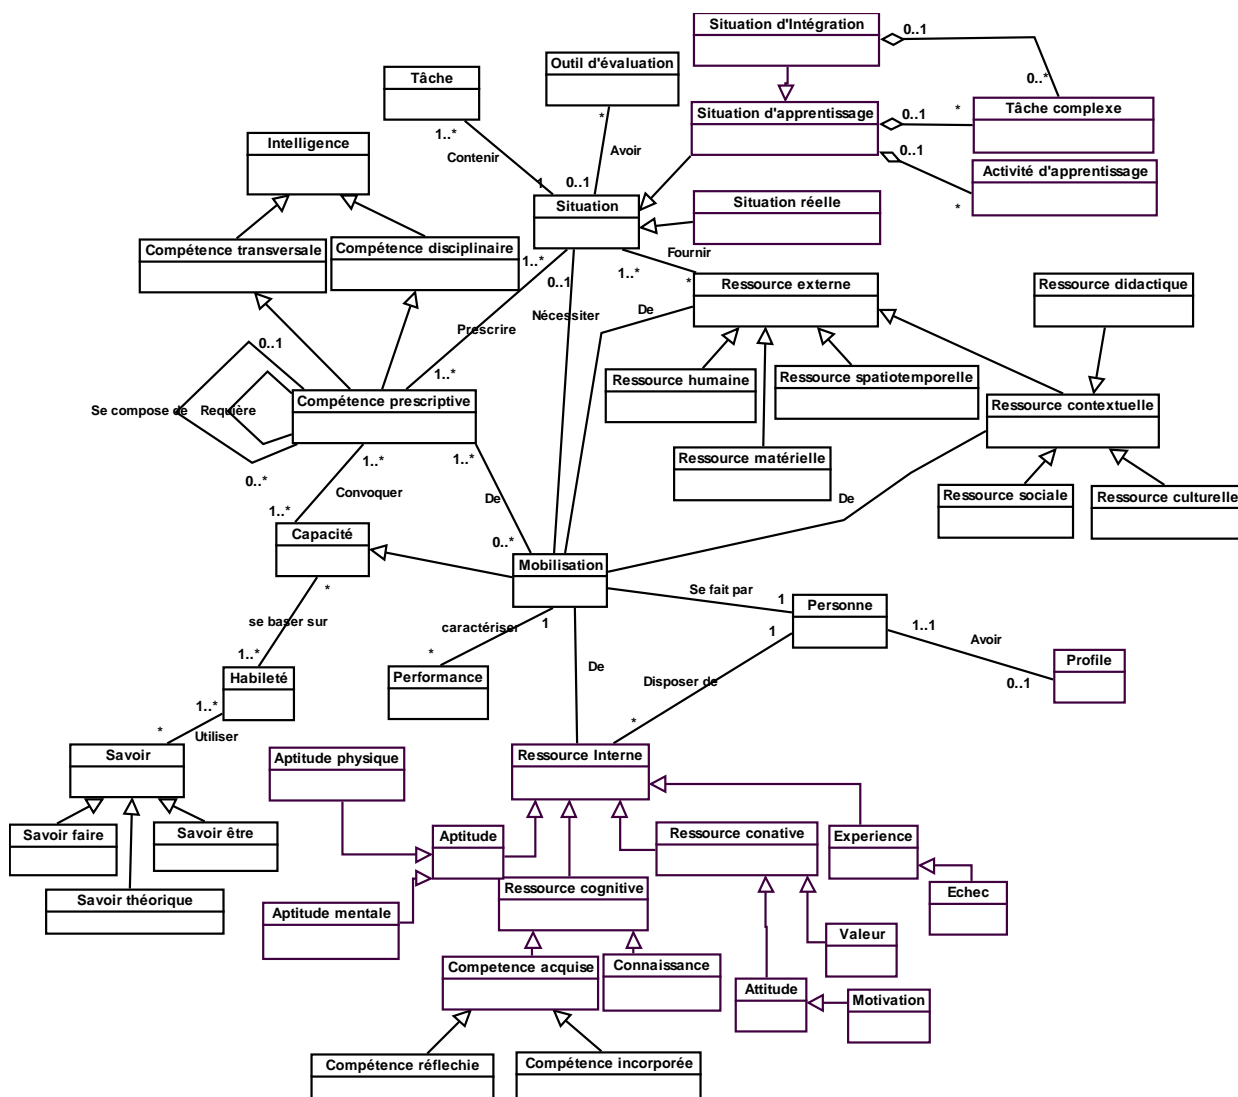 Situation d'Intégration
0..1
Outil d'évaluation
Tâche
0..*
Situation d'apprentissage
0..1
*
Tâche complexe
1..*
*
Intelligence
Contenir
Avoir
0..1
Activité d'apprentissage
1
0..1
Situation
Situation réelle
*
Compétence transversale
Compétence disciplinaire
1..*
Fournir
0..1
1..*
*
Ressource externe
Ressource didactique
Nécessiter
De
Prescrire
0..1
1..*
Ressource humaine
Ressource spatiotemporelle
Compétence prescriptive
Ressource contextuelle
Se compose de
Requière
1..*
1..*
Ressource matérielle
0..*
Convoquer
De
De
Ressource sociale
Ressource culturelle
1..*
Capacité
0..*
Mobilisation
*
Se fait par
1
Personne
se baser sur
caractériser
1
1
1..1
Avoir
1..*
*
De
Profile
Habileté
Performance
Disposer de
0..1
1..*
*
Utiliser
*
Savoir
Aptitude physique
Ressource Interne
Savoir faire
Savoir être
Aptitude
Ressource conative
Experience
Savoir théorique
Ressource cognitive
Echec
Aptitude mentale
Valeur
Competence acquise
Connaissance
Attitude
Motivation
Compétence réflechie
Compétence incorporée